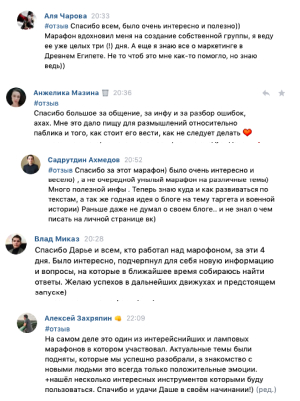 Аля Чарова 20:33
#отзыв Спасибо всем, было очень интересно и полезно))
Марафон вдохновил меня на создание собственной группы, я веду
ее уже целых три (!) дня. А еще я знаю все о маркетинге в
Древнем Египете. Не то чтоб это мне как-то помогло, но знаю
ведь))
Анжелика Мазина 20:36
#отзыв
Спасибо большое за общение, за инфу и за разбор ошибок,
ахах. Мне это дало пищу для размышлений относительно
паблика и того, как стоит его вести, как не следует делать ❤
Садрутдин Ахмедов 20:52
#отзыв Спасибо за этот марафон) было очень интересно и
весело) , а не очередной унылый марафон на различные темы)
Много полезной инфы . Теперь знаю куда и как развиваться по
текстам, а так же годная идея о блоге на тему таргета и военной
истории) Раньше даже не думал о своем блоге.. и не знал о чем
писать на личной странице вк)
Влад Миказ 20:28
Спасибо Дарье и всем, кто работал над марофоном, за эти 4
дня. Было интересно, подчерпнул для себя новую информацию
и вопросы, на которые в ближайшее время собираюсь найти
ответы. Желаю успехов в дальнейших движухах и предстоящем
запуске)
Алексей Захряпин 22:09
#отзыв
На самом деле это один из интерейснийших и ламповых
марафонов в котором участвовал. Актуальные темы были
подняты, которые мы успешно разобрали, а знакомство с
новыми людьми это всегда только положительные эмоции.
+нашёл несколько интересных инструментов которыми буду
пользоваться. Спачибо и удачи Даше в своём начинании!) (ред.)